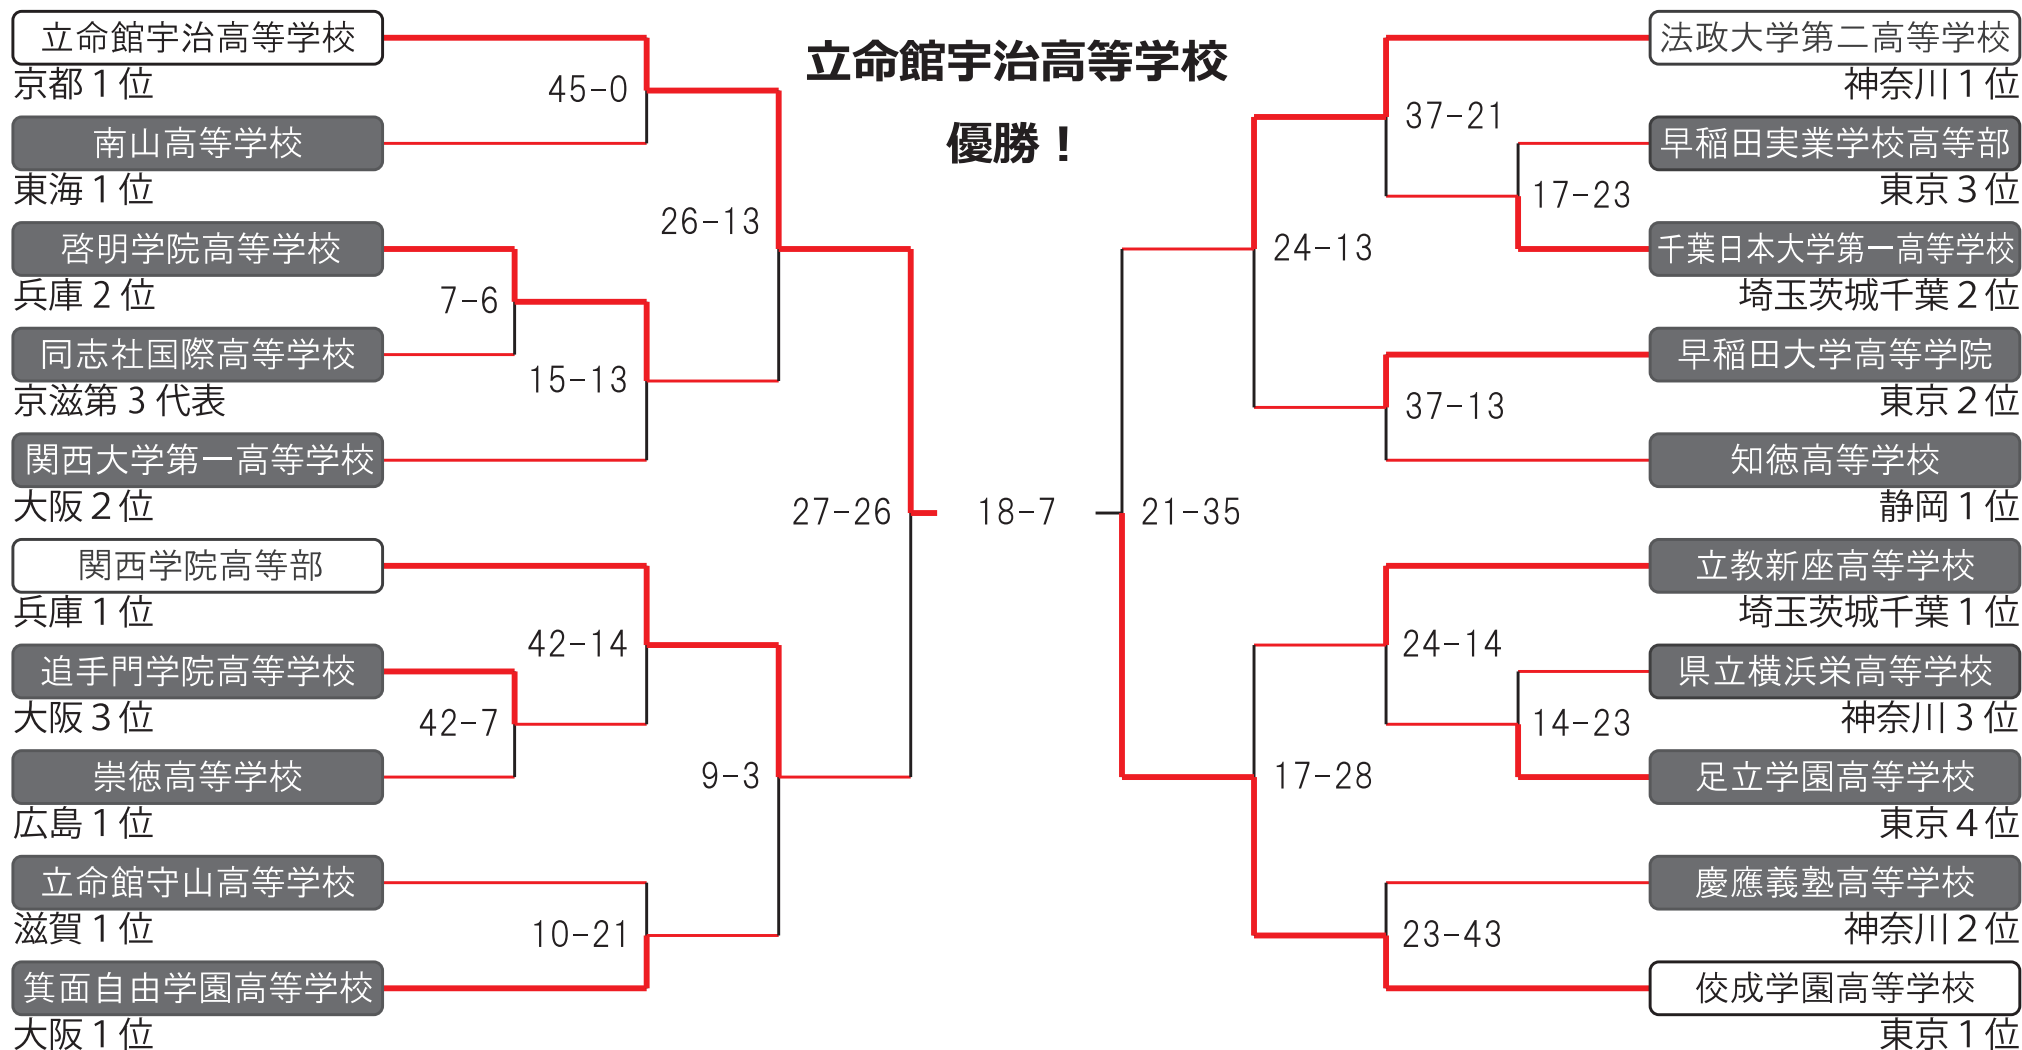 立命館宇治高等学校
優勝！
立命館宇治高等学校
京都1位
45-0
南山高等学校
東海1位
26-13
啓明学院高等学校
兵庫2位
7-6
同志社国際高等学校
京滋第3代表
15-13
関西大学第一高等学校
大阪2位
27-26
関西学院高等部
兵庫1位
42-14
追手門学院高等学校
大阪3位
42-7
崇徳高等学校
広島1位
9-3
立命館守山高等学校
滋賀1位
10-21
箕面自由学園高等学校
大阪1位
18-7
法政大学第二高等学校
神奈川1位
37-21
早稲田実業学校高等部
東京3位
17-23
千葉日本大学第一高等学校
埼玉茨城千葉2位
24-13
早稲田大学高等学院
東京2位
37-13
知徳高等学校
静岡1位
21-35
立教新座高等学校
埼玉茨城千葉1位
24-14
県立横浜栄高等学校
神奈川3位
14-23
足立学園高等学校
東京4位
17-28
慶應義塾高等学校
神奈川2位
23-43
佼成学園高等学校
東京1位